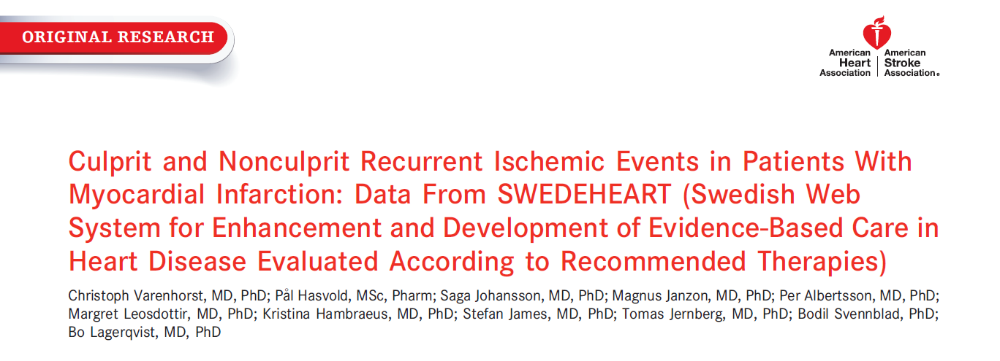 ORIGINAL RESEARCH
American Heart Association
American Stroke Association®
Culprit and Nonculprit Recurrent Ischemic Events in Patients With
Myocardial Infarction: Data From SWEDEHEART (Swedish Web
System for Enhancement and Development of Evidence-Based Care in
Heart Disease Evaluated According to Recommended Therapies)
Christoph Varenhorst, MD, PhD; Pål Hasvold, MSc, Pharm; Saga Johansson, MD, PhD; Magnus Janzon, MD, PhD; Per Albertsson, MD, PhD;
Margret Leosdottir, MD, PhD; Kristina Hambraeus, MD, PhD; Stefan James, MD, PhD; Tomas Jernberg, MD, PhD; Bodil Svennblad, PhD;
Bo Lagerqvist, MD, PhD